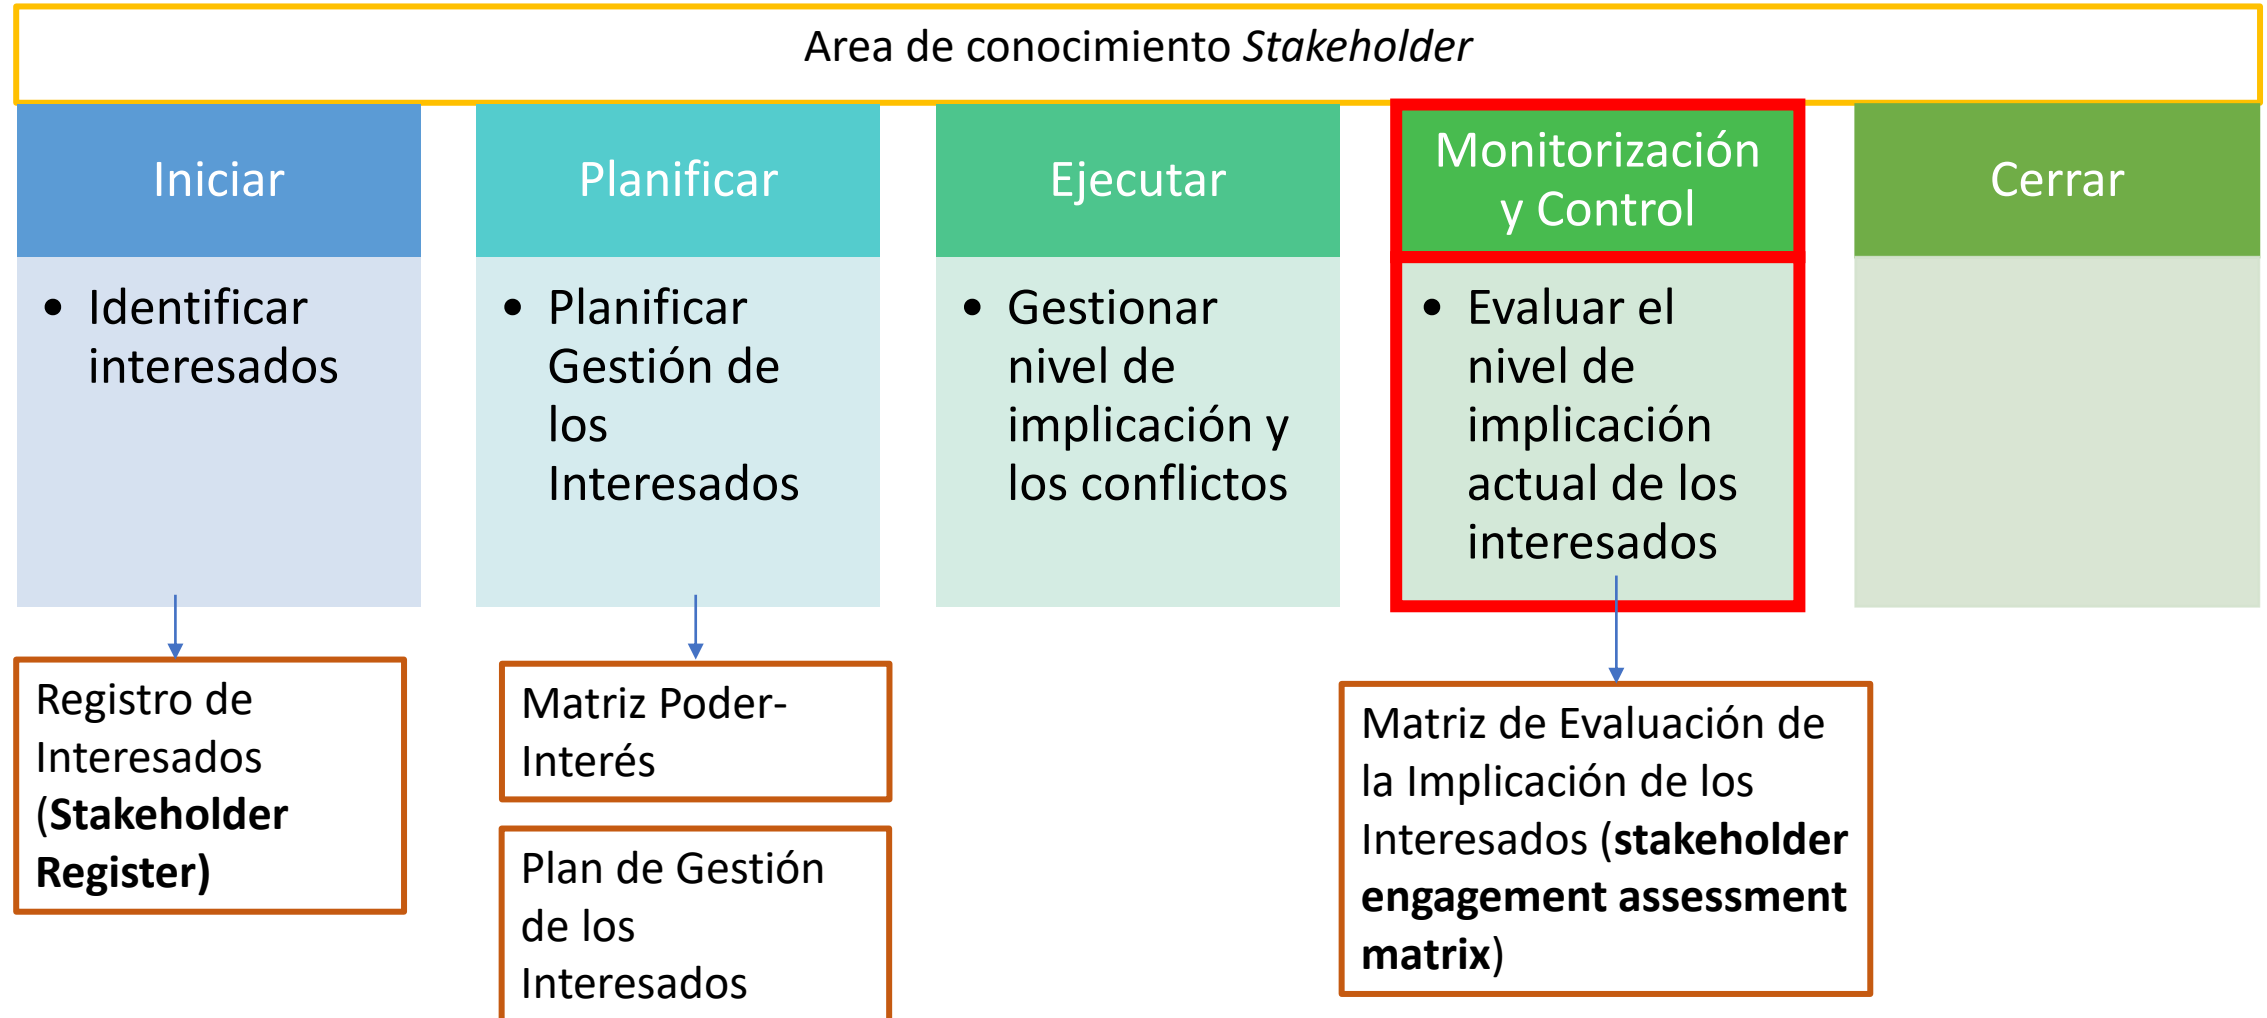 Area de conocimiento Stakeholder
Iniciar
• Identificar
interesados
Planificar
• Planificar
Gestión de
los
Interesados
Ejecutar
• Gestionar
nivel de
implicación y
los conflictos
Monitorización
y Control
• Evaluar el
nivel de
implicación
actual de los
interesados
Cerrar
Registro de
Interesados
(Stakeholder
Register)
Matriz Poder-
Interés
Plan de Gestión
de los
Interesados
Matriz de Evaluación de
la Implicación de los
Interesados (stakeholder
engagement assessment
matrix)